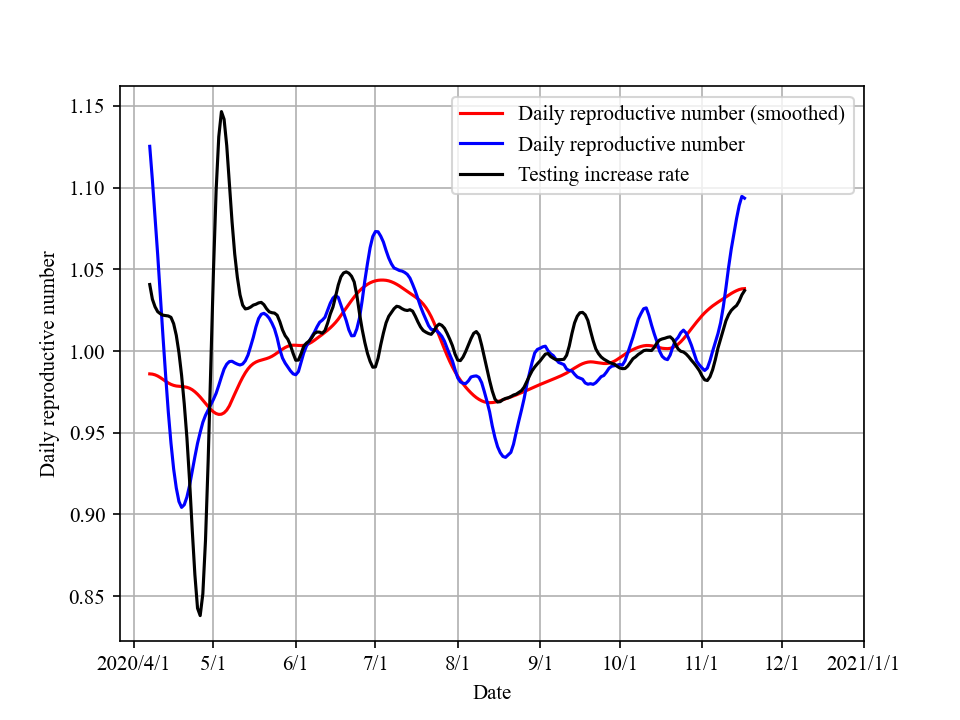 Daily reproductive number (smoothed)
Daily reproductive number
Testing increase rate
1.15
1.10
1.05
1.00
0.95
0.90
0.85
Daily reproductive number
2020/4/1 5/1 6/1 7/1 8/1 9/1 10/1 11/1 12/1 2021/1/1
Date